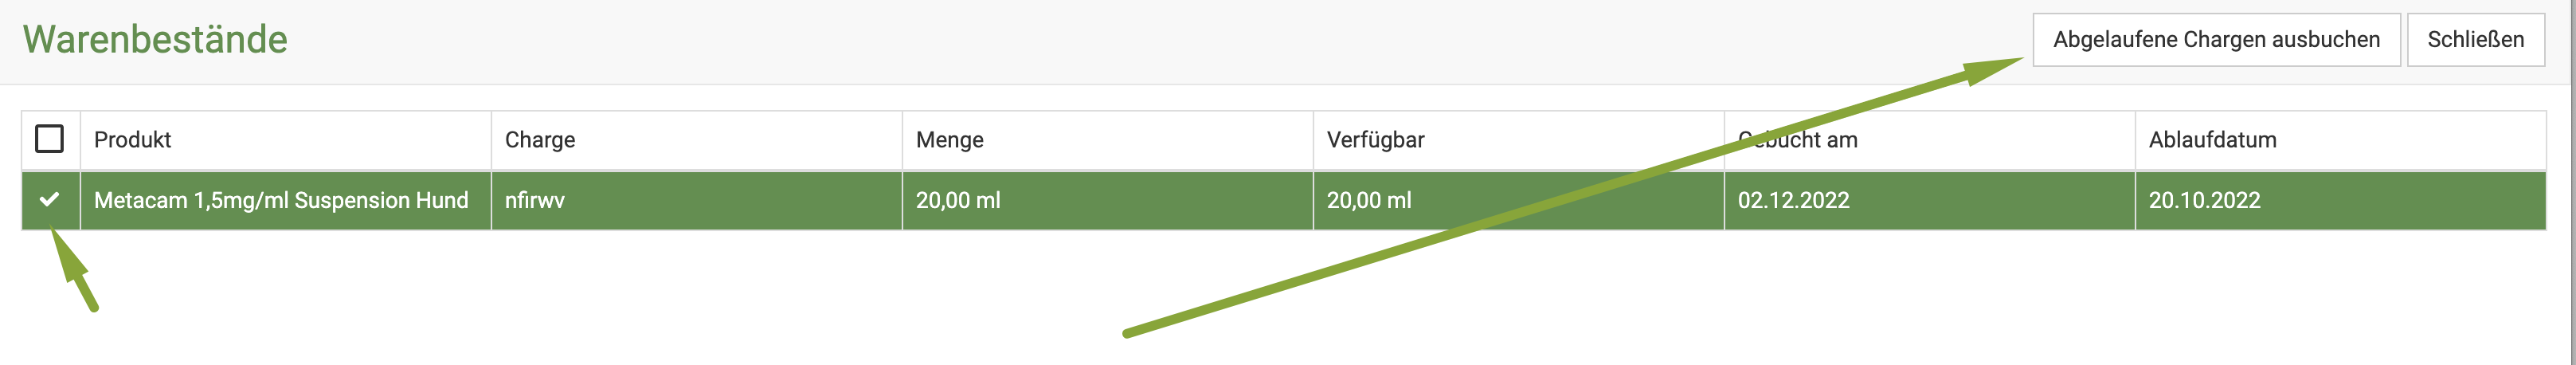 Warenbestände
Abgelaufene Chargen ausbuchen
Schließen
Produkt Charge Menge Verfügbar Gebucht am Ablaufdatum
Metacam 1,5mg/ml Suspension Hund nfirwv 20,00 ml 20,00 ml 02.12.2022 20.10.2022